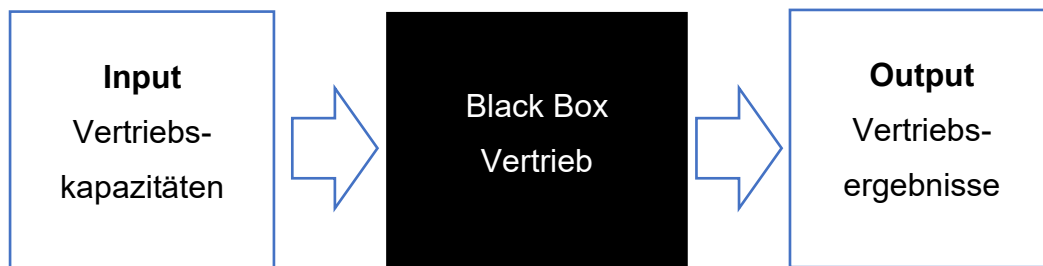 Input
Vertriebs-
kapazitäten
Black Box
Vertrieb
Output
Vertriebs-
ergebnisse